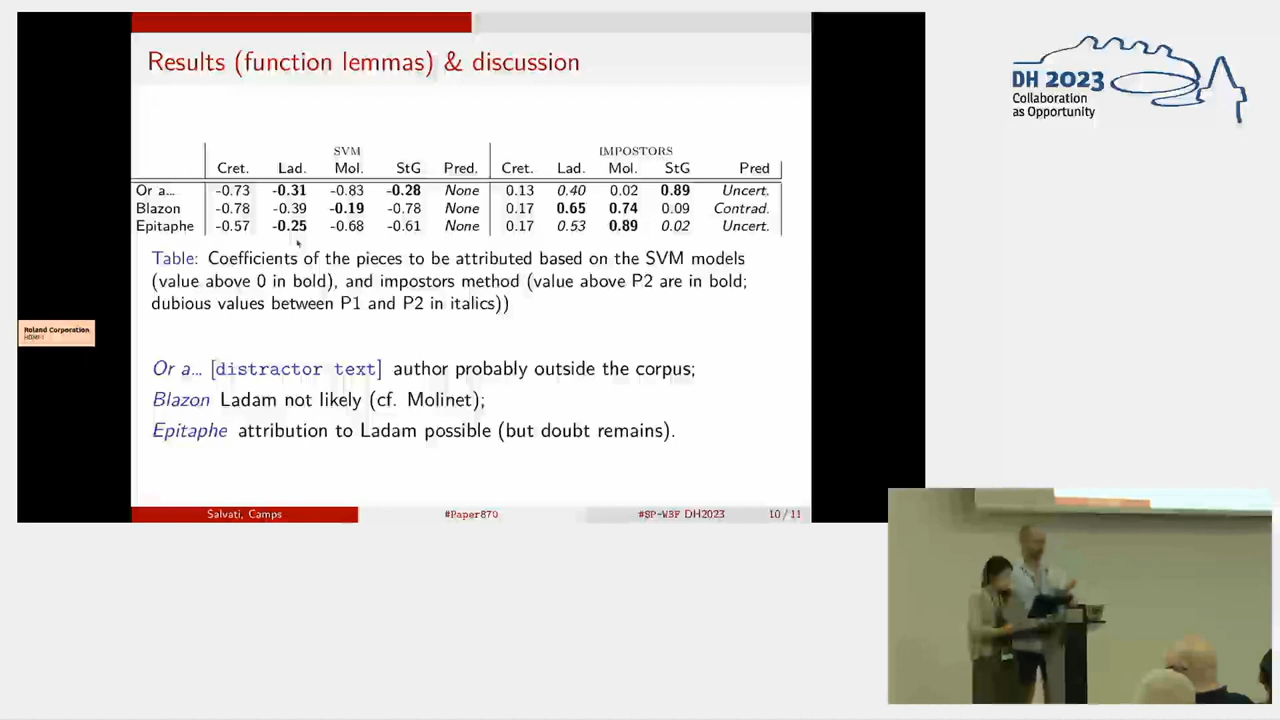 Results (function lemmas) & discussion
SVM IMPOSTORS
Cret. Lad. Mol. StG Pred. Cret. Lad. Mol. StG Pred
Or a... -0.73 -0.31 -0.83 -0.28 None 0.13 0.40 0.02 0.89 Uncert.
Blazon -0.78 -0.39 -0.19 -0.78 None 0.17 0.65 0.74 0.09 Contrad.
Epitaphe -0.57 -0.25 -0.68 -0.61 None 0.17 0.53 0.89 0.02 Uncert.
Table: Coefficients of the pieces to be attributed based on the SVM models
(value above 0 in bold), and impostors method (value above P2 are in bold;
dubious values between P1 and P2 in italics))
Or a... [distractor text] author probably outside the corpus;
Blazon Ladam not likely (cf. Molinet);
Epitaphe attribution to Ladam possible (but doubt remains).
Salvati, Camps #Paper870 #SP-W3F DH2023 10/11
Roland Corporation
HDMI 1
DH 2023
Collaboration
as Opportunity